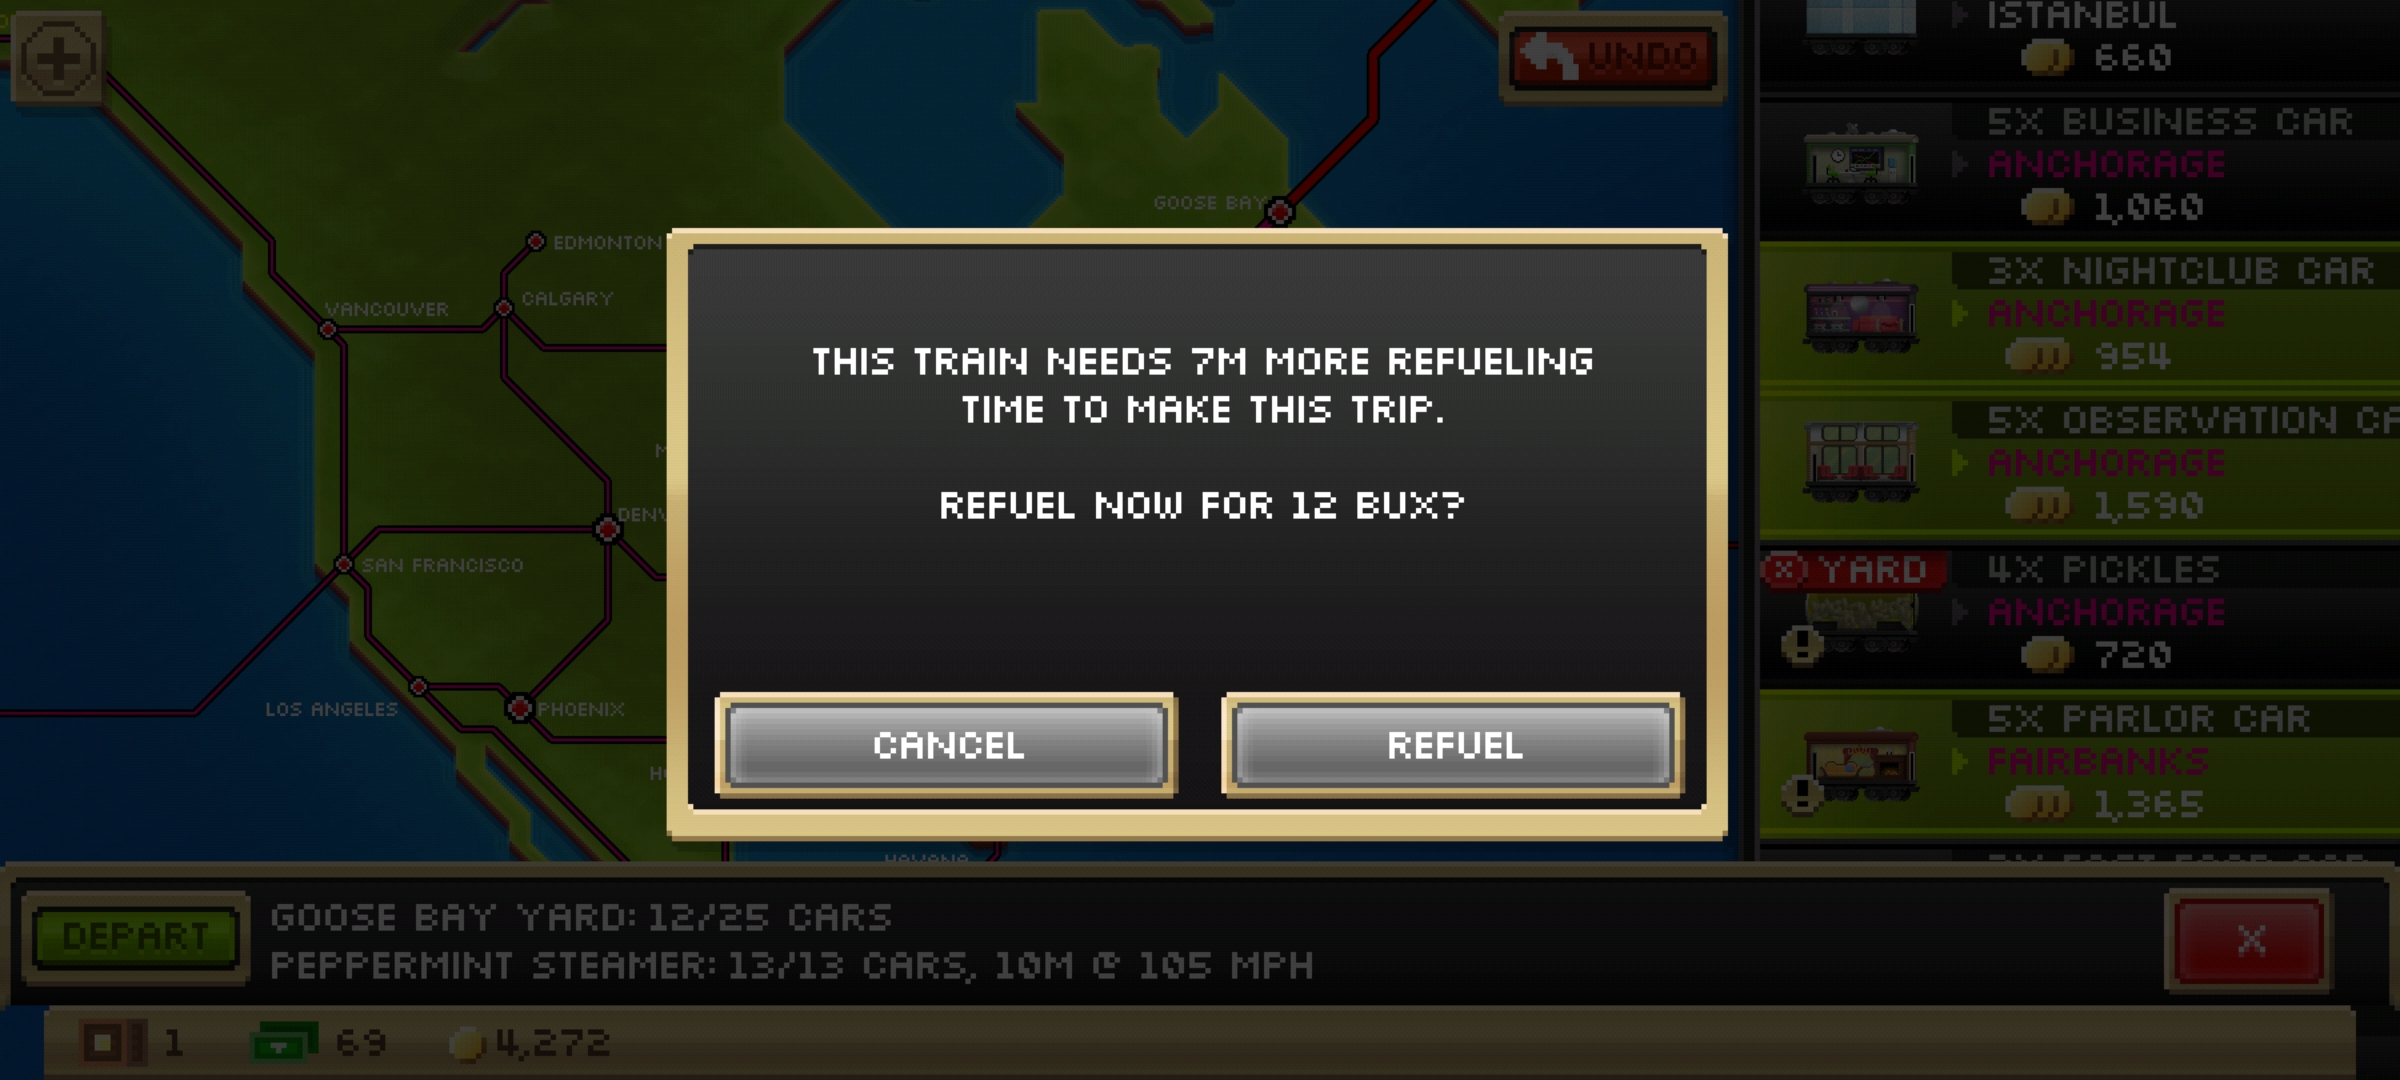 UNDO
ISTANBUL
660
5X BUSINESS CAR
ANCHORAGE
1,060
3X NIGHTCLUB CAR
ANCHORAGE
954
5X OBSERVATION
ANCHORAGE
1,590
YARD
4X PICKLES
ANCHORAGE
720
5X PARLOR CAR
FAIRBANKS
1,365
GOOSE BAY
EDMONTON
CALGARY
VANCOUVER
SAN FRANCISCO
LOS ANGELES
PHOENIX
HAVANA
THIS TRAIN NEEDS 7M MORE REFUELING
TIME TO MAKE THIS TRIP.
REFUEL NOW FOR 12 BUX?
CANCEL
REFUEL
DEPART
GOOSE BAY YARD: 12/25 CARS
PEPPERMINT STEAMER: 13/13 CARS, 10M @ 105 MPH
X
1
69
4,272